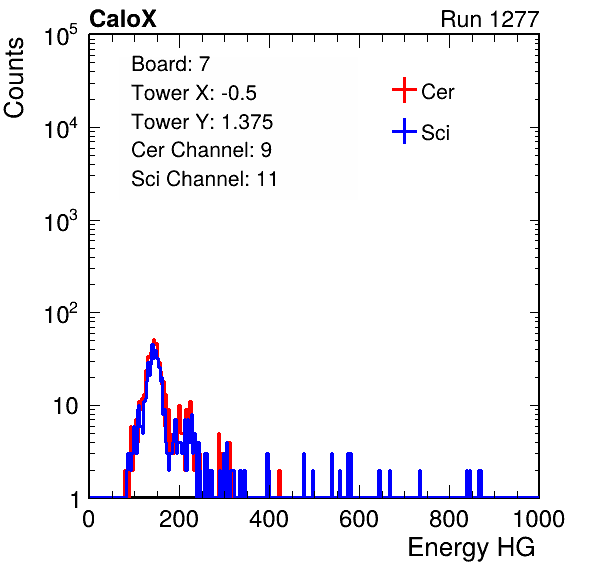 CaloX Run 1277
Counts
10^5
10^4
10^3
10^2
10
1
Board: 7
Tower X: -0.5
Tower Y: 1.375
Cer Channel: 9
Sci Channel: 11
Cer
Sci
0 200 400 600 800 1000
Energy HG